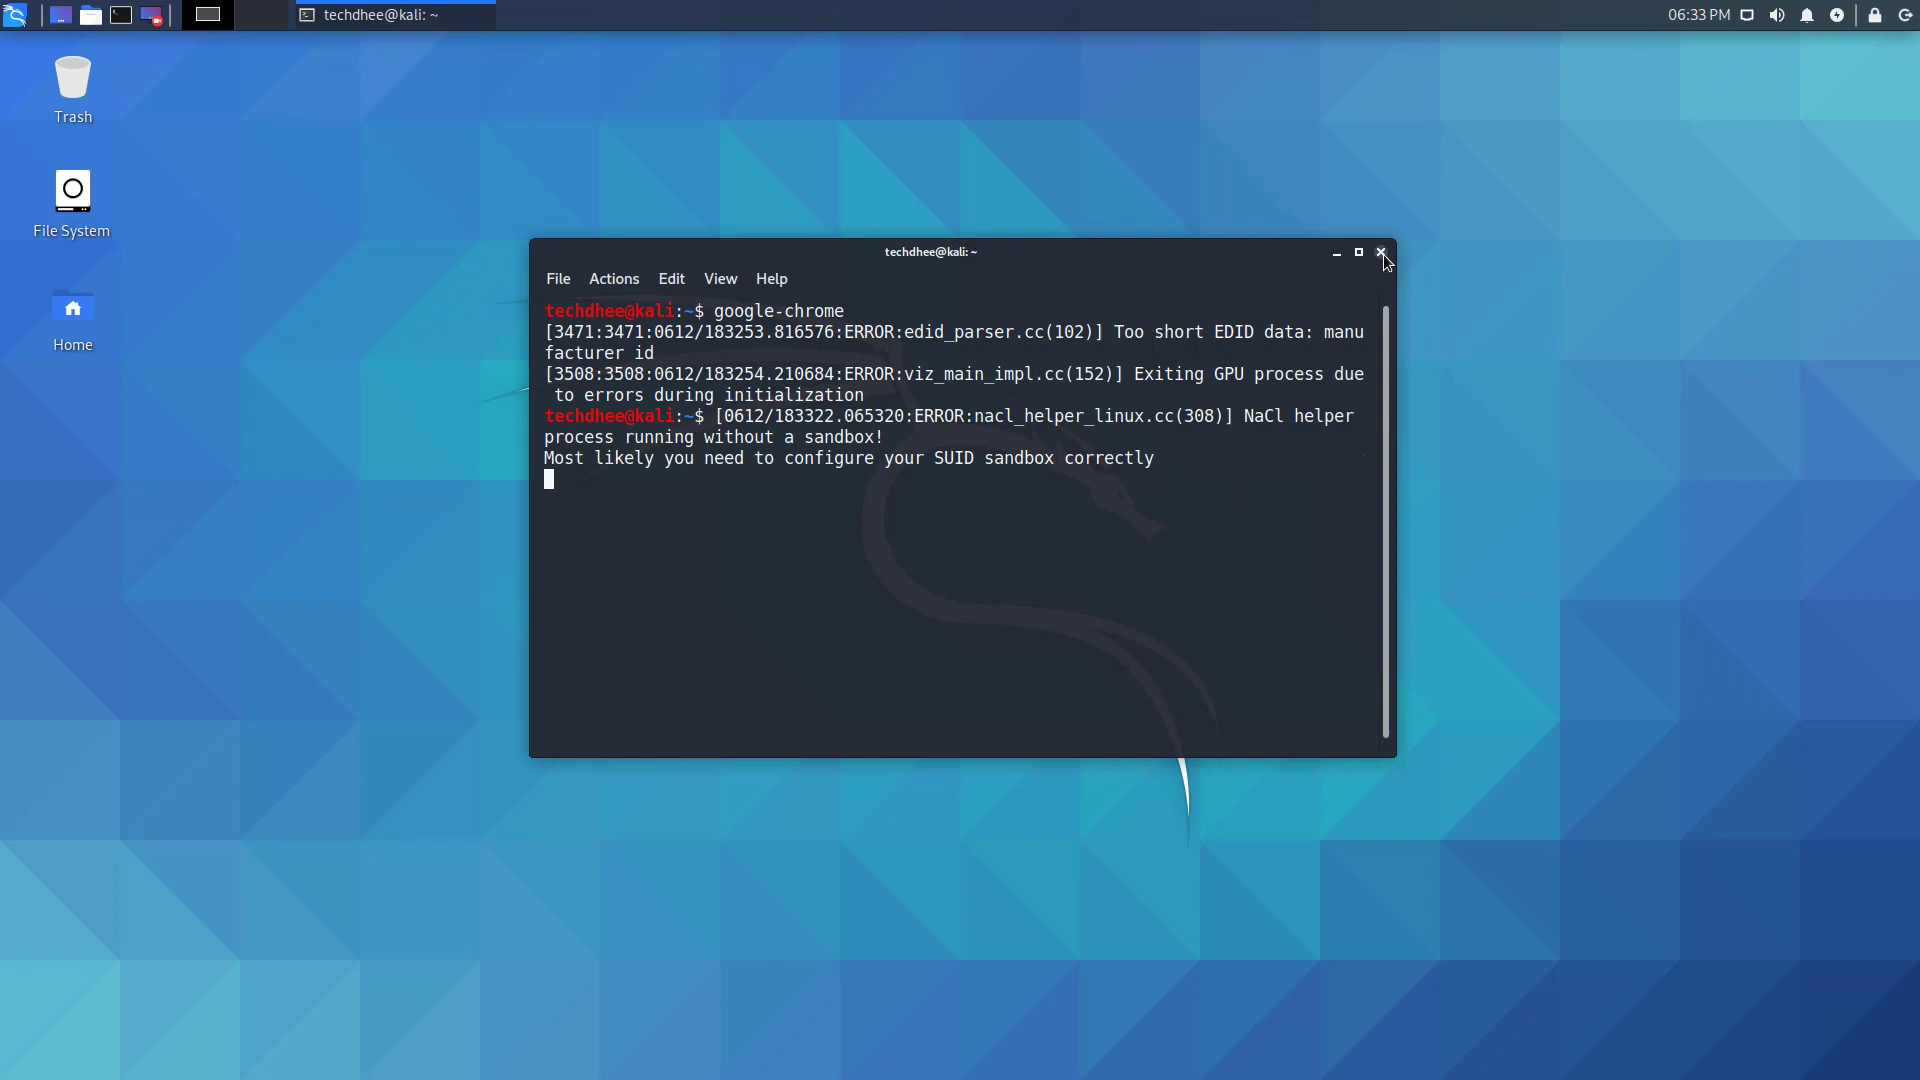 techdhee@kali: ~
06:33 PM
Trash
File System
Home
techdhee@kali: ~
File Actions Edit View Help
techdhee@kali:~$ google-chrome
[3471:3471:0612/183253.816576:ERROR:edid_parser.cc(102)] Too short EDID data: manu
facturer id
[3508:3508:0612/183254.210684:ERROR:viz_main_impl.cc(152)] Exiting GPU process due
 to errors during initialization
techdhee@kali:~$ [0612/183322.065320:ERROR:nacl_helper_linux.cc(308)] NaCl helper
process running without a sandbox!
Most likely you need to configure your SUID sandbox correctly